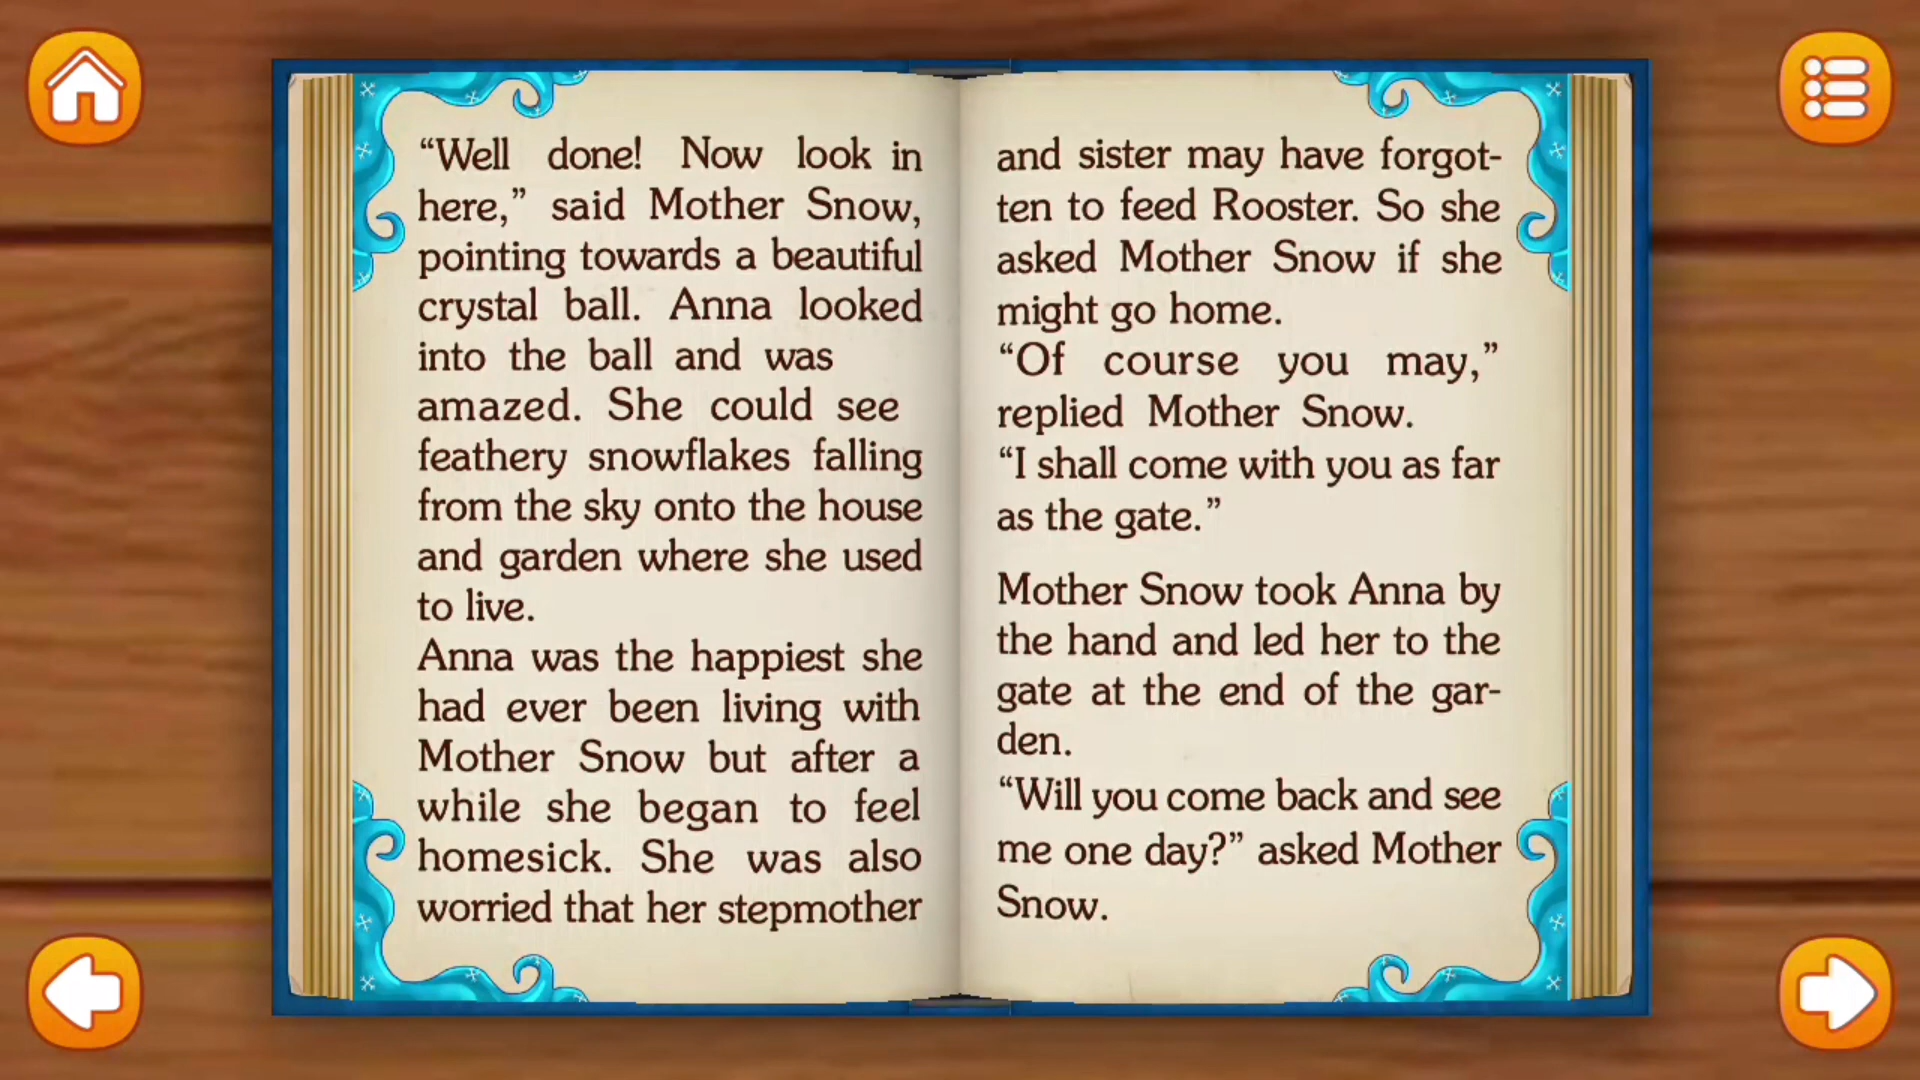 “Well done! Now look in
here,” said Mother Snow,
pointing towards a beautiful
crystal ball. Anna looked
into the ball and was
amazed. She could see
feathery snowflakes falling
from the sky onto the house
and garden where she used
to live.
Anna was the happiest she
had ever been living with
Mother Snow but after a
while she began to feel
homesick. She was also
worried that her stepmother
and sister may have forgot-
ten to feed Rooster. So she
asked Mother Snow if she
might go home.
“Of course you may,”
replied Mother Snow.
“I shall come with you as far
as the gate.”
Mother Snow took Anna by
the hand and led her to the
gate at the end of the gar-
den.
“Will you come back and see
me one day?” asked Mother
Snow.